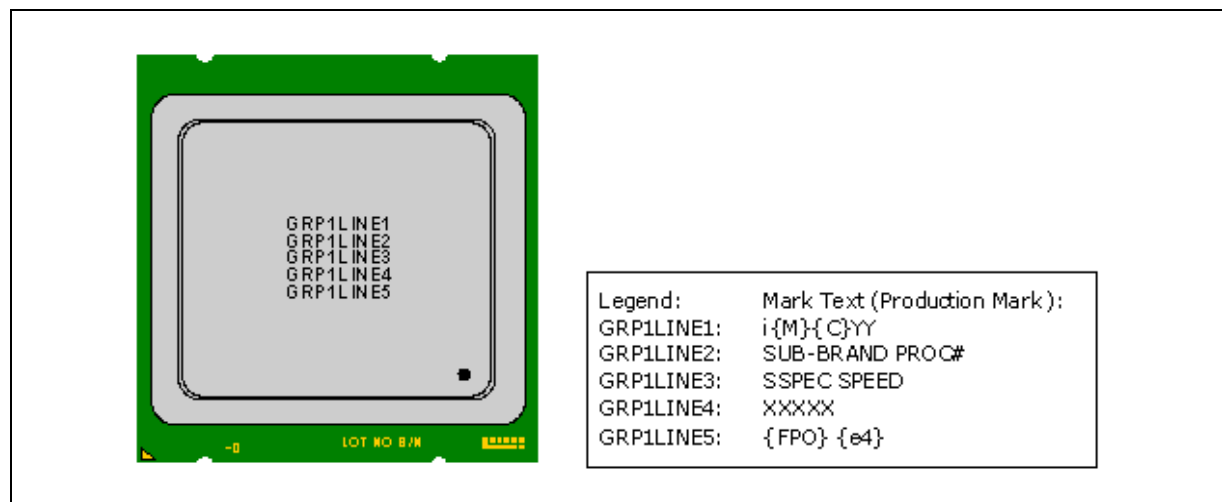 GRP1LINE1
GRP1LINE2
GRP1LINE3
GRP1LINE4
GRP1LINE5
-0
LOT NO B/N
Legend: Mark Text (Production Mark):
GRP1LINE1: i{M}{C}YY
GRP1LINE2: SUB-BRAND PROC#
GRP1LINE3: SSPEC SPEED
GRP1LINE4: XXXXX
GRP1LINE5: {FPO} {e4}